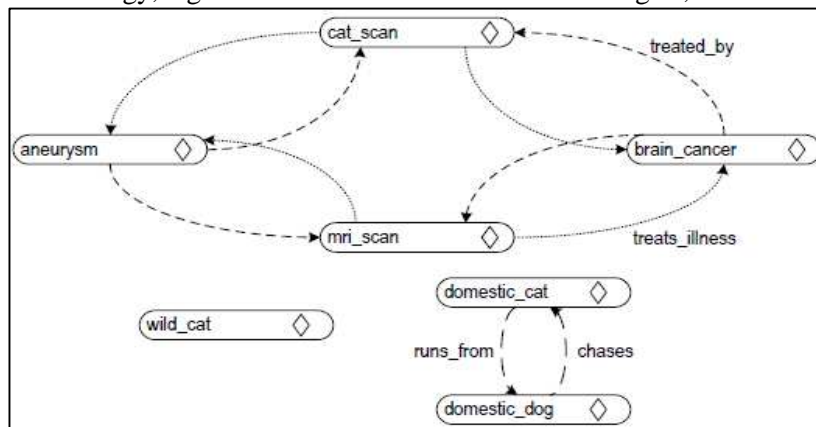 cat_scan
treated_by
aneurysm
brain_cancer
mri_scan
treats_illness
domestic_cat
wild_cat
runs_from
chases
domestic_dog